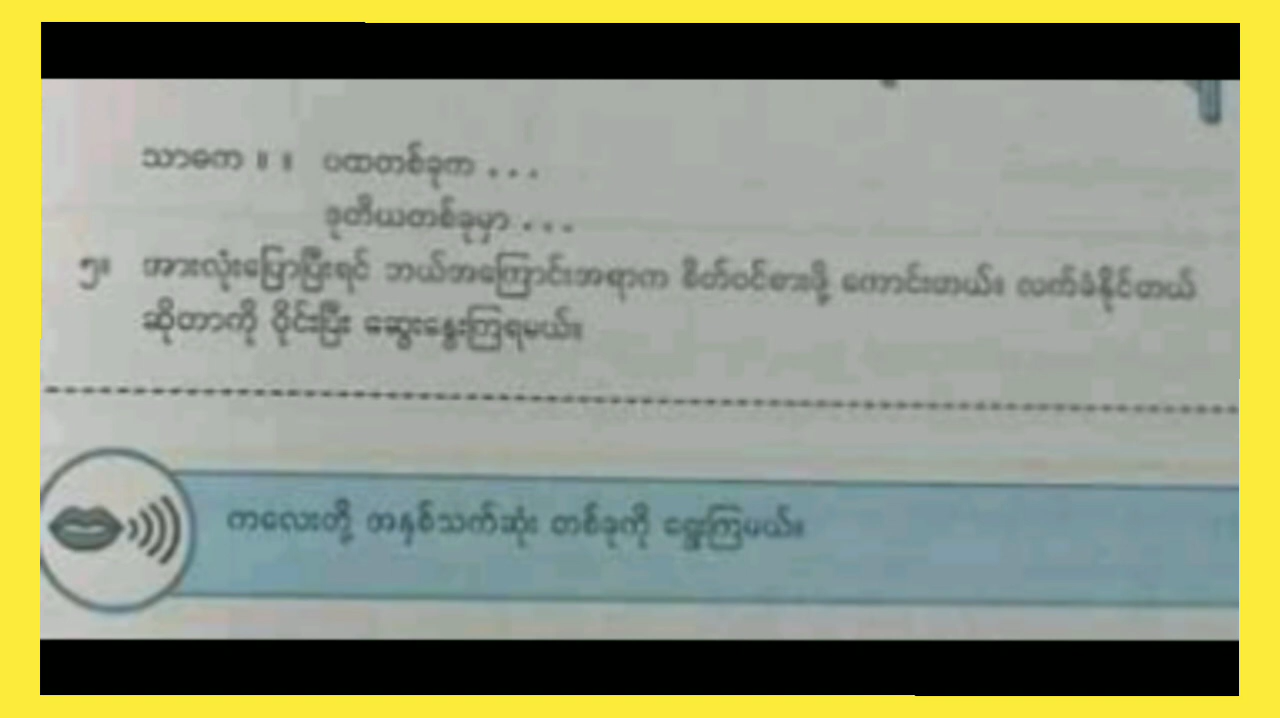 သာဓက ။ ။ ပထတစ်ခုက . . .
ဒုတိယတစ်ခုမှာ . . .
၅။ အားလုံးပြောပြီးရင် ဘယ်အကြောင်းအရာက စိတ်ဝင်စားဖို့ ကောင်းတယ်။ လက်ခံနိုင်တယ်
ဆိုတာကို ဝိုင်းပြီး ဆွေးနွေးကြရမယ်။
ကလေးတို့ အနှစ်သက်ဆုံး တစ်ခုကို ရွေးကြမယ်။